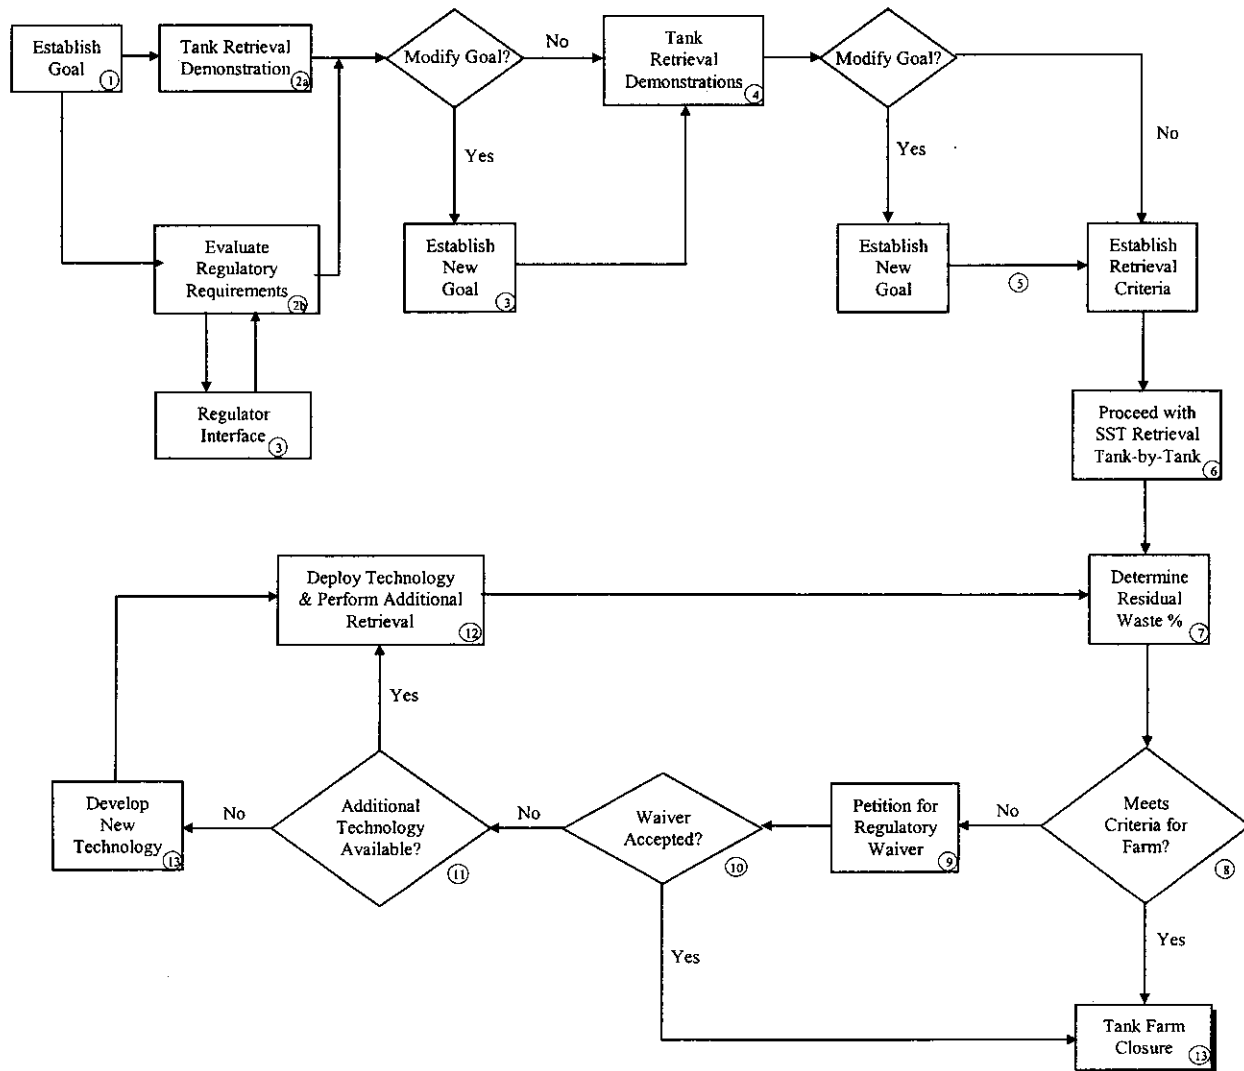 Establish
Goal
1
Tank Retrieval
Demonstration
2a
Modify Goal?
No
Yes
Tank
Retrieval
Demonstrations
4
Modify Goal?
No
Yes
Evaluate
Regulatory
Requirements
2b
Establish
New
Goal
3
Establish
New
Goal
5
Establish
Retrieval
Criteria
Regulator
Interface
3
Proceed with
SST Retrieval
Tank-by-Tank
6
Deploy Technology
& Perform Additional
Retrieval
12
Determine
Residual
Waste %
7
Yes
Develop
New
Technology
13
No
Additional
Technology
Available?
11
No
Waiver
Accepted?
10
Petition for
Regulatory
Waiver
9
No
Meets
Criteria for
Farm?
8
Yes
Yes
Tank Farm
Closure
13